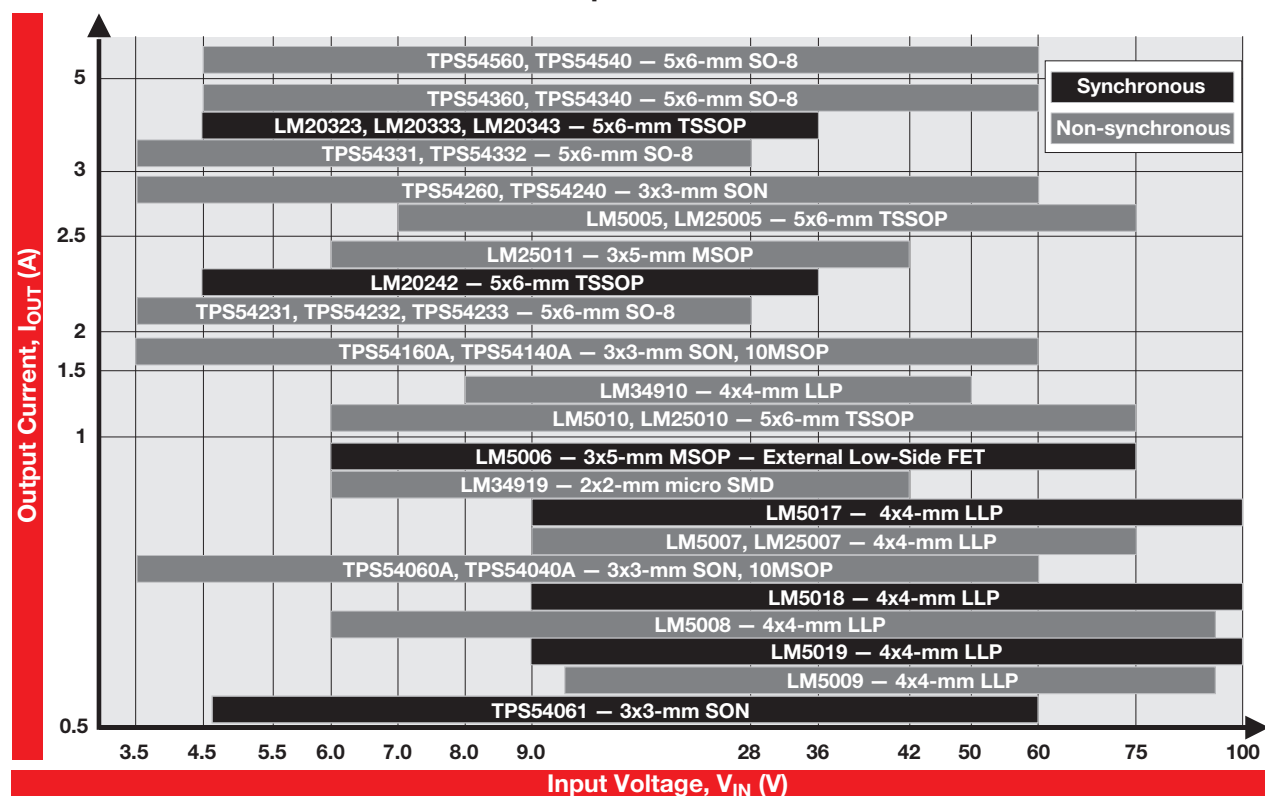 TPS54560, TPS54540 — 5x6-mm SO-8
5
Synchronous
TPS54360, TPS54340 — 5x6-mm SO-8
LM20323, LM20333, LM20343 — 5x6-mm TSSOP
Non-synchronous
TPS54331, TPS54332 — 5x6-mm SO-8
3
TPS54260, TPS54240 — 3x3-mm SON
LM5005, LM25005 — 5x6-mm TSSOP
2.5
LM25011 — 3x5-mm MSOP
LM20242 — 5x6-mm TSSOP
TPS54231, TPS54232, TPS54233 — 5x6-mm SO-8
2
TPS54160A, TPS54140A — 3x3-mm SON, 10MSOP
1.5
LM34910 — 4x4-mm LLP
LM5010, LM25010 — 5x6-mm TSSOP
1
LM5006 — 3x5-mm MSOP — External Low-Side FET
LM34919 — 2x2-mm micro SMD
LM5017 — 4x4-mm LLP
LM5007, LM25007 — 4x4-mm LLP
TPS54060A, TPS54040A — 3x3-mm SON, 10MSOP
LM5018 — 4x4-mm LLP
LM5008 — 4x4-mm LLP
LM5019 — 4x4-mm LLP
LM5009 — 4x4-mm LLP
TPS54061 — 3x3-mm SON
0.5
Output Current, IOUT (A)
3.5 4.5 5.5 6.0 7.0 8.0 9.0 28 36 42 50 60 75 100
Input Voltage, VIN (V)